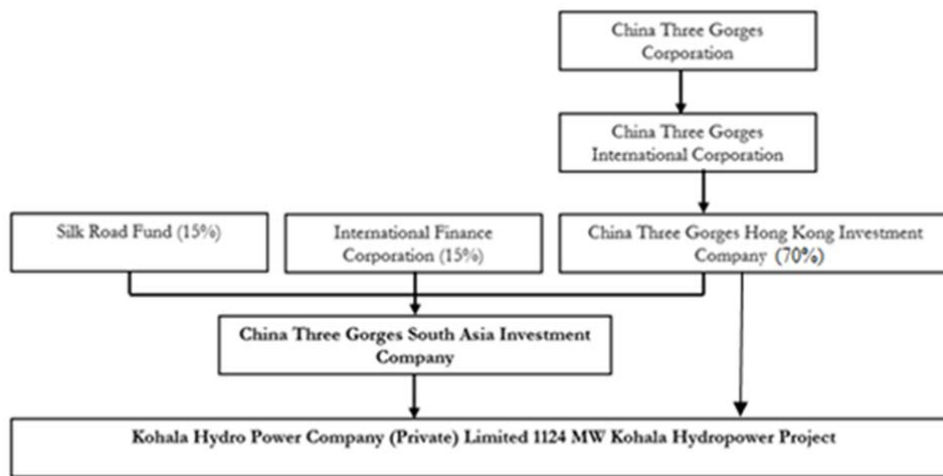 China Three Gorges
Corporation
China Three Gorges
International Corporation
Silk Road Fund (15%)
International Finance
Corporation (15%)
China Three Gorges Hong Kong Investment
Company (70%)
China Three Gorges South Asia Investment
Company
Kohala Hydro Power Company (Private) Limited 1124 MW Kohala Hydropower Project